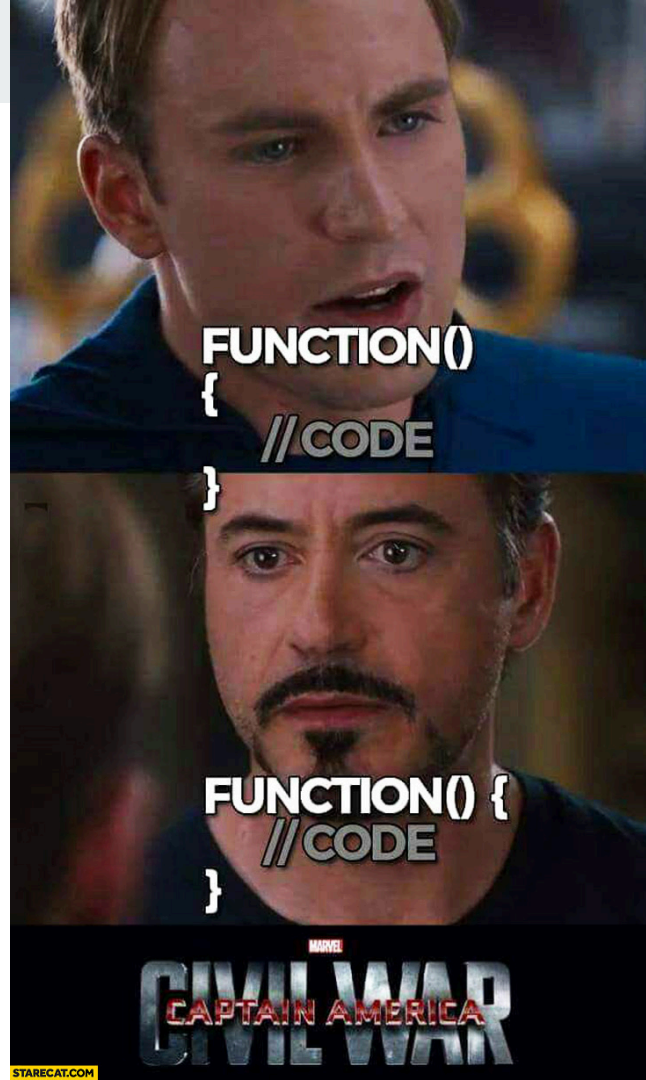 FUNCTION()
{
//CODE
}
FUNCTION() {
//CODE
}
MARVEL
CIVIL WAR
CAPTAIN AMERICA
STARECAT.COM